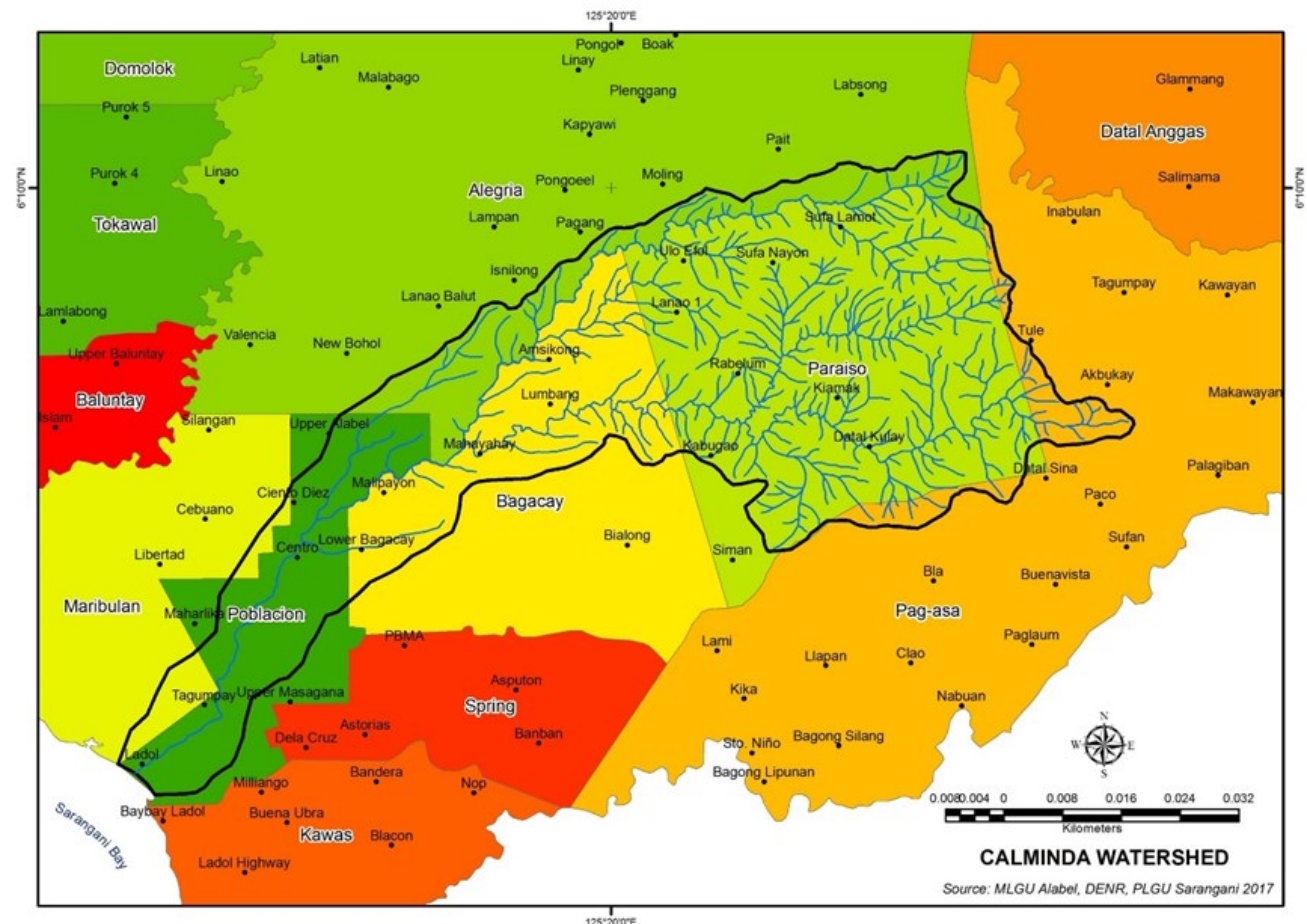 125°20'0"E
Pongol
Boak
Latian
Linay
Domolok
Malabago
Plenggang
Labsong
Glammang
Purok 5
Kapyawi
Datal Anggas
Pait
6°10'0"N
Purok 4
Linao
Alegria
Pongoeel
Moling
Salimama
6°10'0"N
Tokawal
Lampan
Pagang
Sufa Lamot
Inabulan
Ulo Efol
Sufa Nayon
Isnilong
Tagumpay
Kawayan
Lanao Balut
Lanao 1
Lamlabong
Valencia
New Bohol
Tule
Upper Baluntay
Amsikong
Rabelum
Paraiso
Akbukay
Kiamak
Baluntay
Lumbang
Makawayan
Islam
Silangan
Upper Alabel
Mahayahay
Kabugao
Datal Kulay
Malipayon
Datal Sina
Palagiban
Ciento Diez
Bagacay
Paco
Cebuano
Lower Bagacay
Bialong
Sufan
Centro
Libertad
Siman
Bla
Buenavista
Maribulan
Maharlika
Poblacion
Pag-asa
PBMA
Lami
Paglaum
Llapan
Clao
Tagumpay
Upper Masagana
Asputon
Kika
Nabuan
Spring
Astorias
Dela Cruz
Banban
Sto. Niño
Bagong Silang
Ladol
Milliango
Bandera
Nop
Bagong Lipunan
Baybay Ladol
Buena Ubra
Kawas
Blacon
Sarangani Bay
Ladol Highway
N
W
E
S
0.008 0.004 0 0.008 0.016 0.024 0.032
Kilometers
CALMINDA WATERSHED
Source: MLGU Alabel, DENR, PLGU Sarangani 2017
125°20'0"E